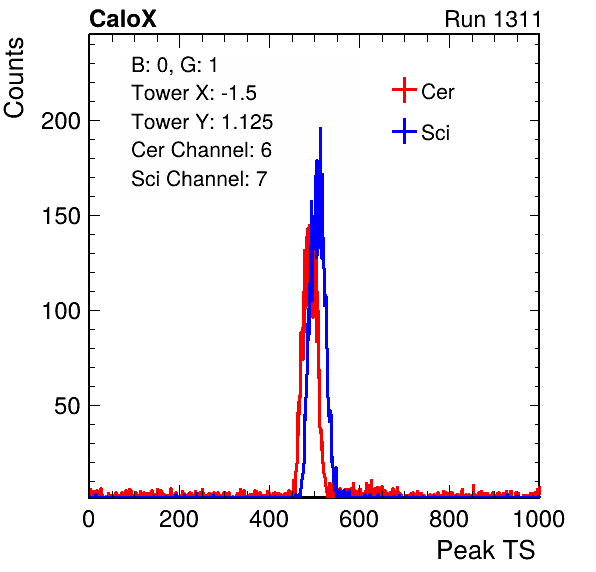 CaloX Run 1311
Counts
B: 0, G: 1
Tower X: -1.5
Tower Y: 1.125
Cer Channel: 6
Sci Channel: 7
Cer
Sci
200
150
100
50
0 200 400 600 800 1000
Peak TS